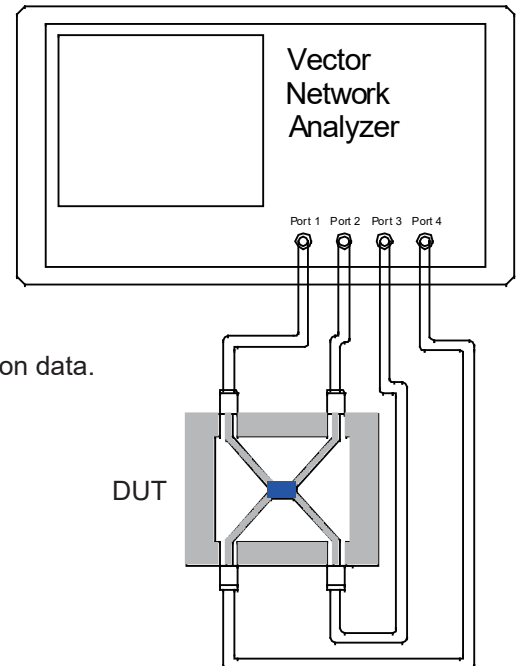 Vector
Network
Analyzer
Port 1 Port 2 Port 3 Port 4
on data.
DUT